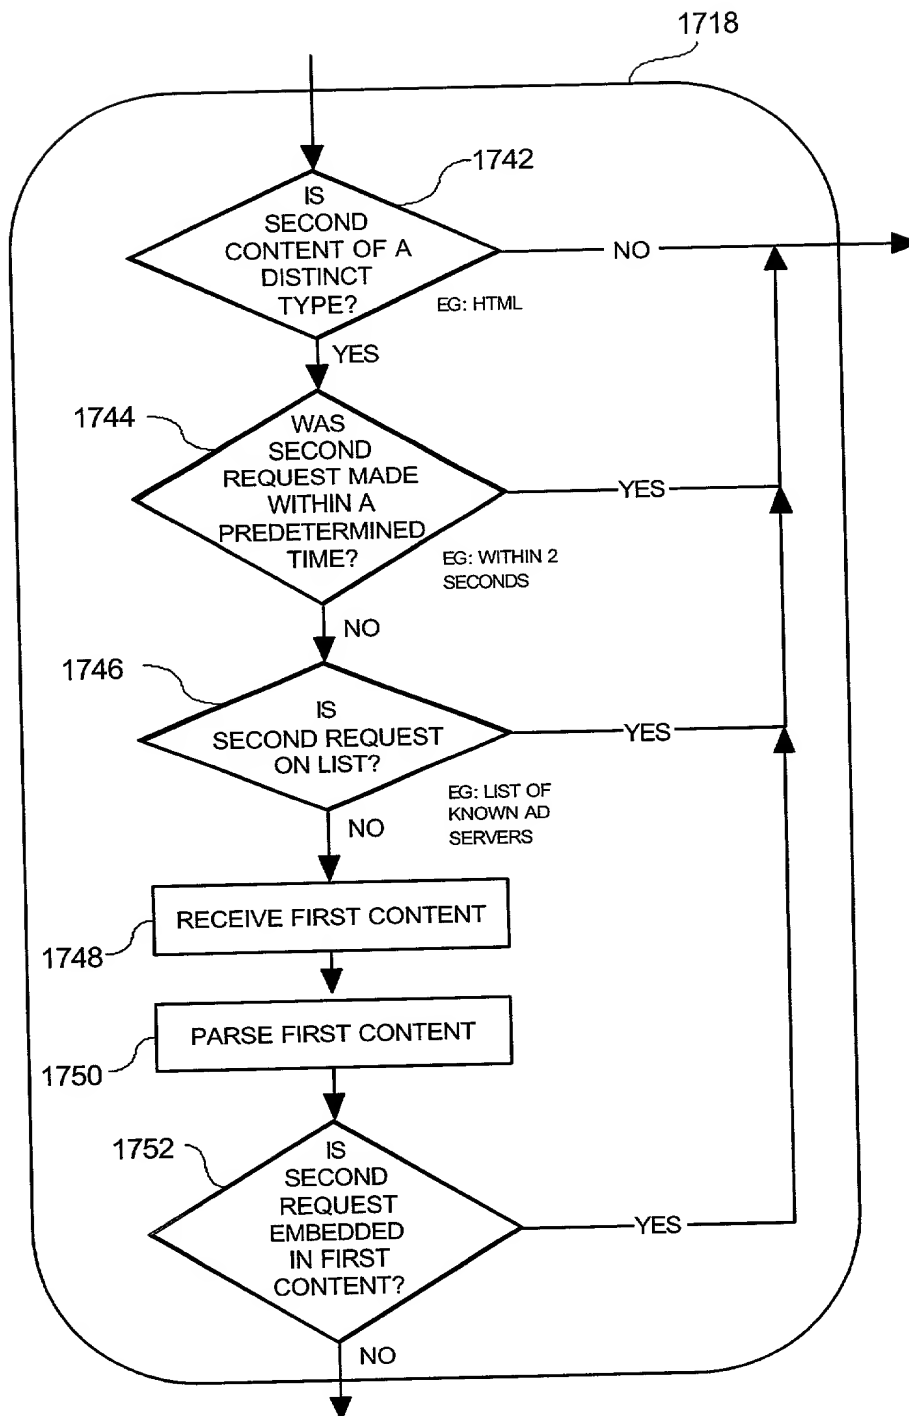 1718
1742
IS
SECOND
CONTENT OF A
DISTINCT
TYPE?
NO
EG: HTML
YES
1744
WAS
SECOND
REQUEST MADE
WITHIN A
PREDETERMINED
TIME?
YES
EG: WITHIN 2
SECONDS
NO
1746
IS
SECOND REQUEST
ON LIST?
YES
EG: LIST OF
KNOWN AD
SERVERS
NO
RECEIVE FIRST CONTENT
1748
PARSE FIRST CONTENT
1750
1752
IS
SECOND
REQUEST
EMBEDDED
IN FIRST
CONTENT?
YES
NO